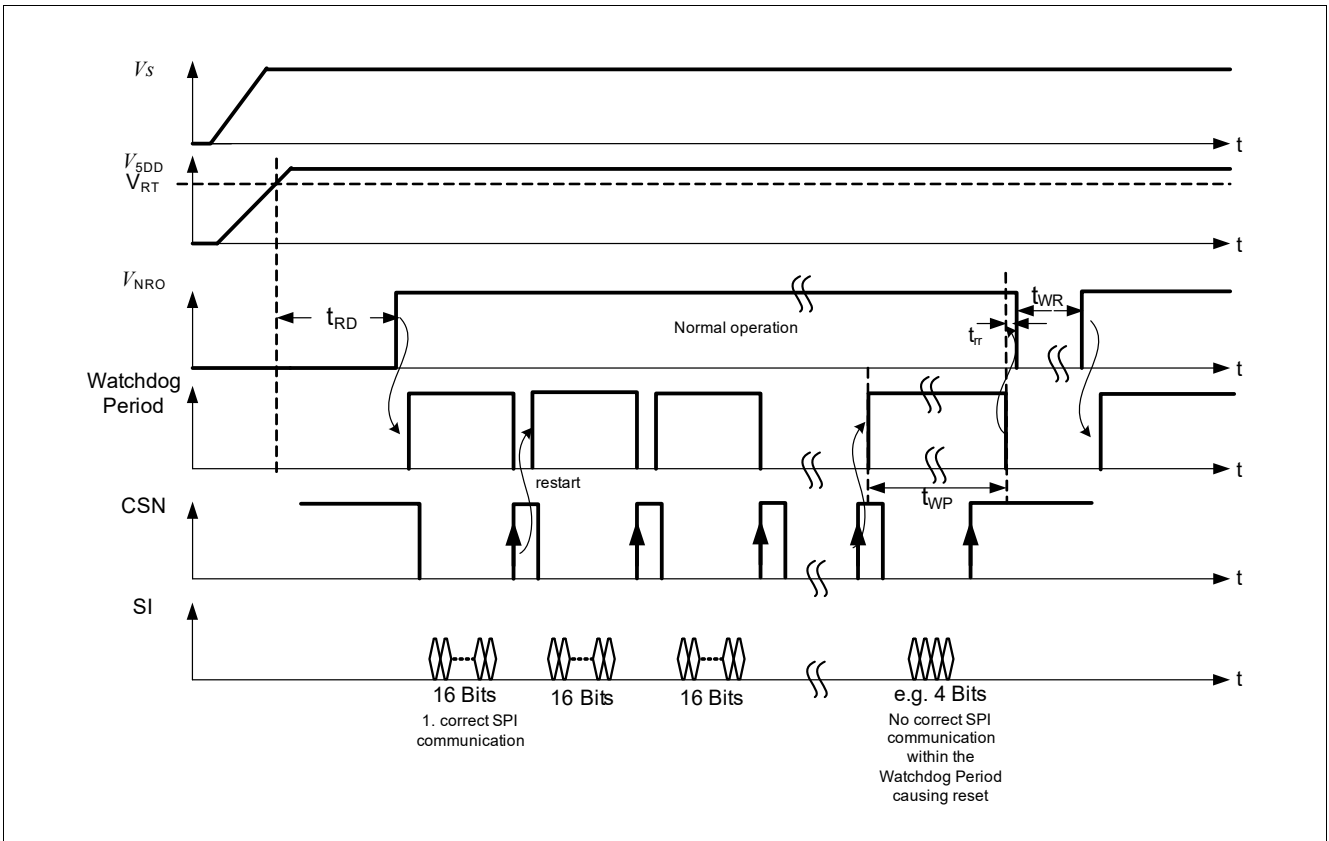 Vs
t
V5DD
VRT
t
VNRO
tRD
Normal operation
trr
tWR
t
Watchdog
Period
restart
tWP
t
CSN
t
SI
t
16 Bits
16 Bits
16 Bits
e.g. 4 Bits
1. correct SPI
communication
No correct SPI
communication
within the
Watchdog Period
causing reset